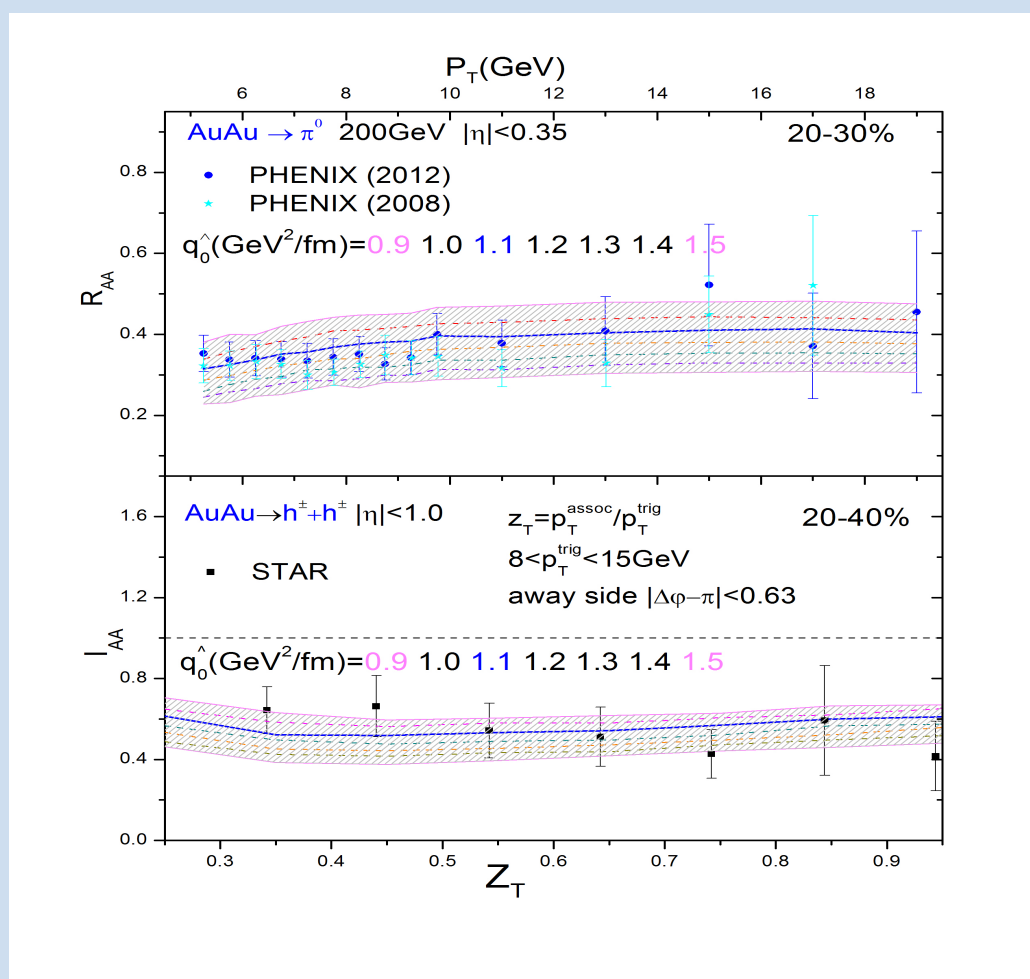 P_T(GeV)
6 8 10 12 14 16 18
AuAu → π⁰ 200GeV |η|<0.35 20-30%
PHENIX (2012)
PHENIX (2008)
q̂₀(GeV²/fm)=0.9 1.0 1.1 1.2 1.3 1.4 1.5
R_AA
0.8
0.6
0.4
0.2
AuAu→h^±+h^± |η|<1.0 z_T=p_T^assoc/p_T^trig 20-40%
8<p_T^trig<15GeV
STAR
away side |Δφ−π|<0.63
q̂₀(GeV²/fm)=0.9 1.0 1.1 1.2 1.3 1.4 1.5
I_AA
1.6
1.2
0.8
0.4
0.0
0.3 0.4 0.5 0.6 0.7 0.8 0.9
Z_T